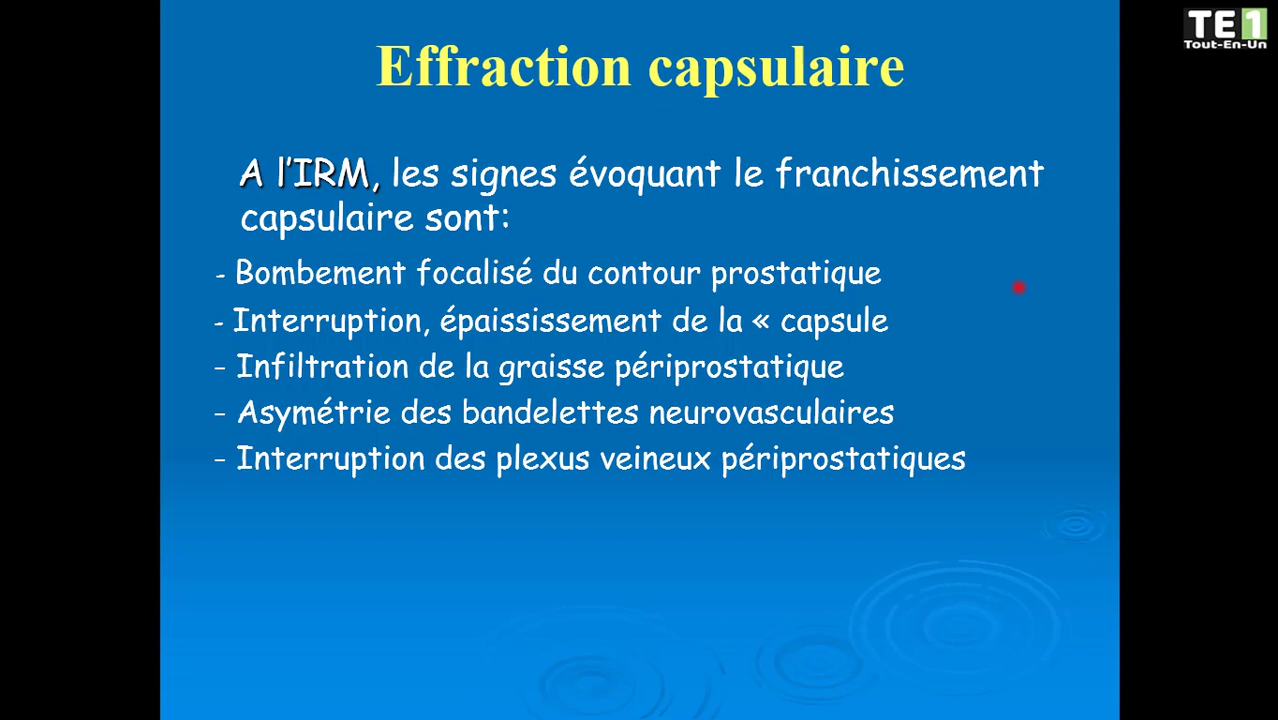 TE1
Tout-En-Un
Effraction capsulaire
A l'IRM, les signes évoquant le franchissement
capsulaire sont:
- Bombement focalisé du contour prostatique
- Interruption, épaississement de la « capsule
- Infiltration de la graisse périprostatique
- Asymétrie des bandelettes neurovasculaires
- Interruption des plexus veineux périprostatiques